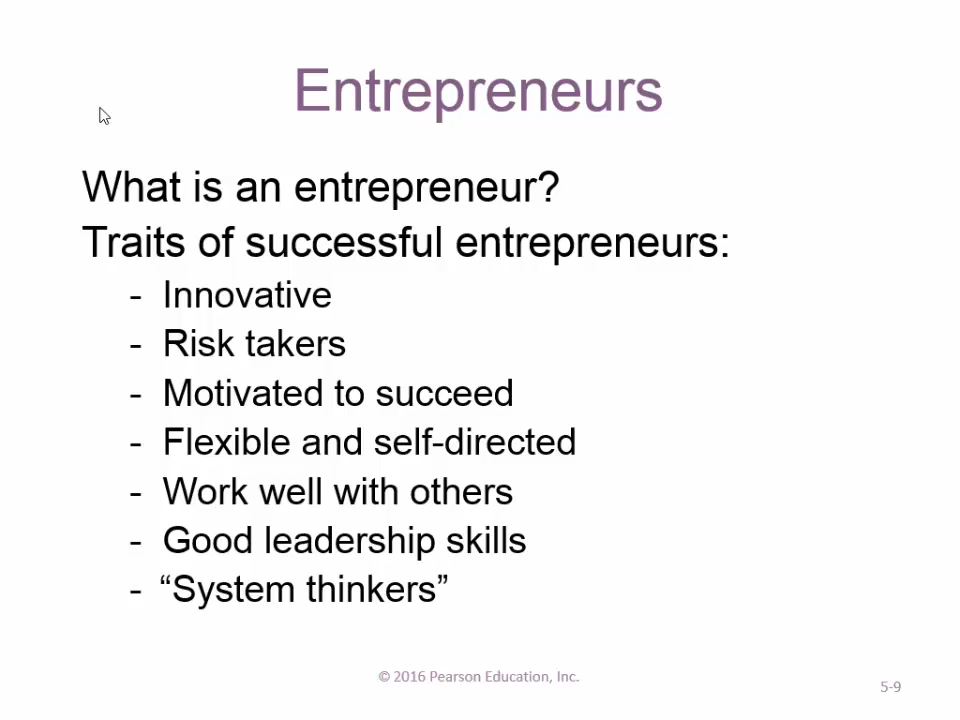 Entrepreneurs
What is an entrepreneur?
Traits of successful entrepreneurs:
- Innovative
- Risk takers
- Motivated to succeed
- Flexible and self-directed
- Work well with others
- Good leadership skills
- “System thinkers”
© 2016 Pearson Education, Inc.
5-9